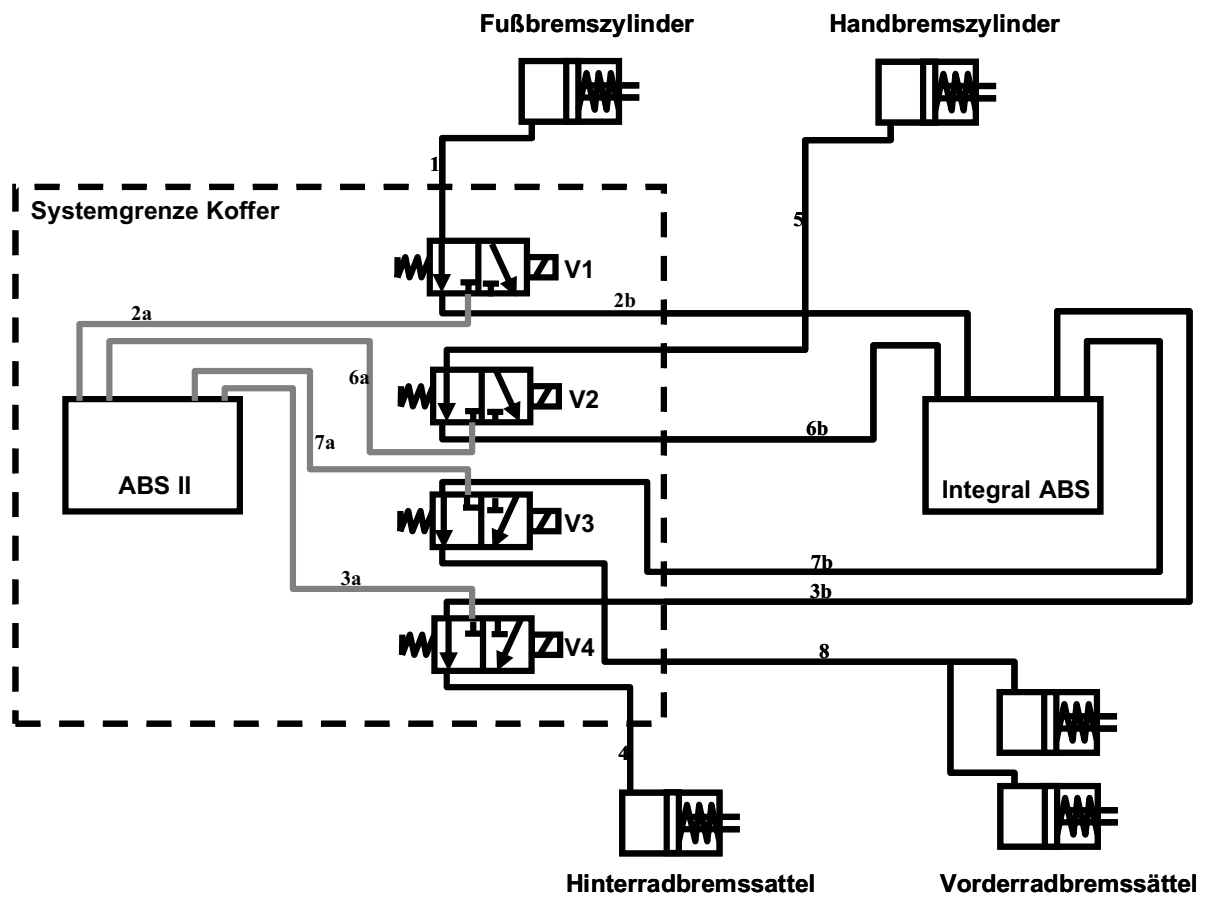 Fußbremszylinder
Handbremszylinder
1
5
Systemgrenze Koffer
V1
2a
2b
6a
V2
6b
7a
ABS II
Integral ABS
V3
7b
3a
3b
V4
8
4
Hinterradbremssattel
Vorderradbremssättel